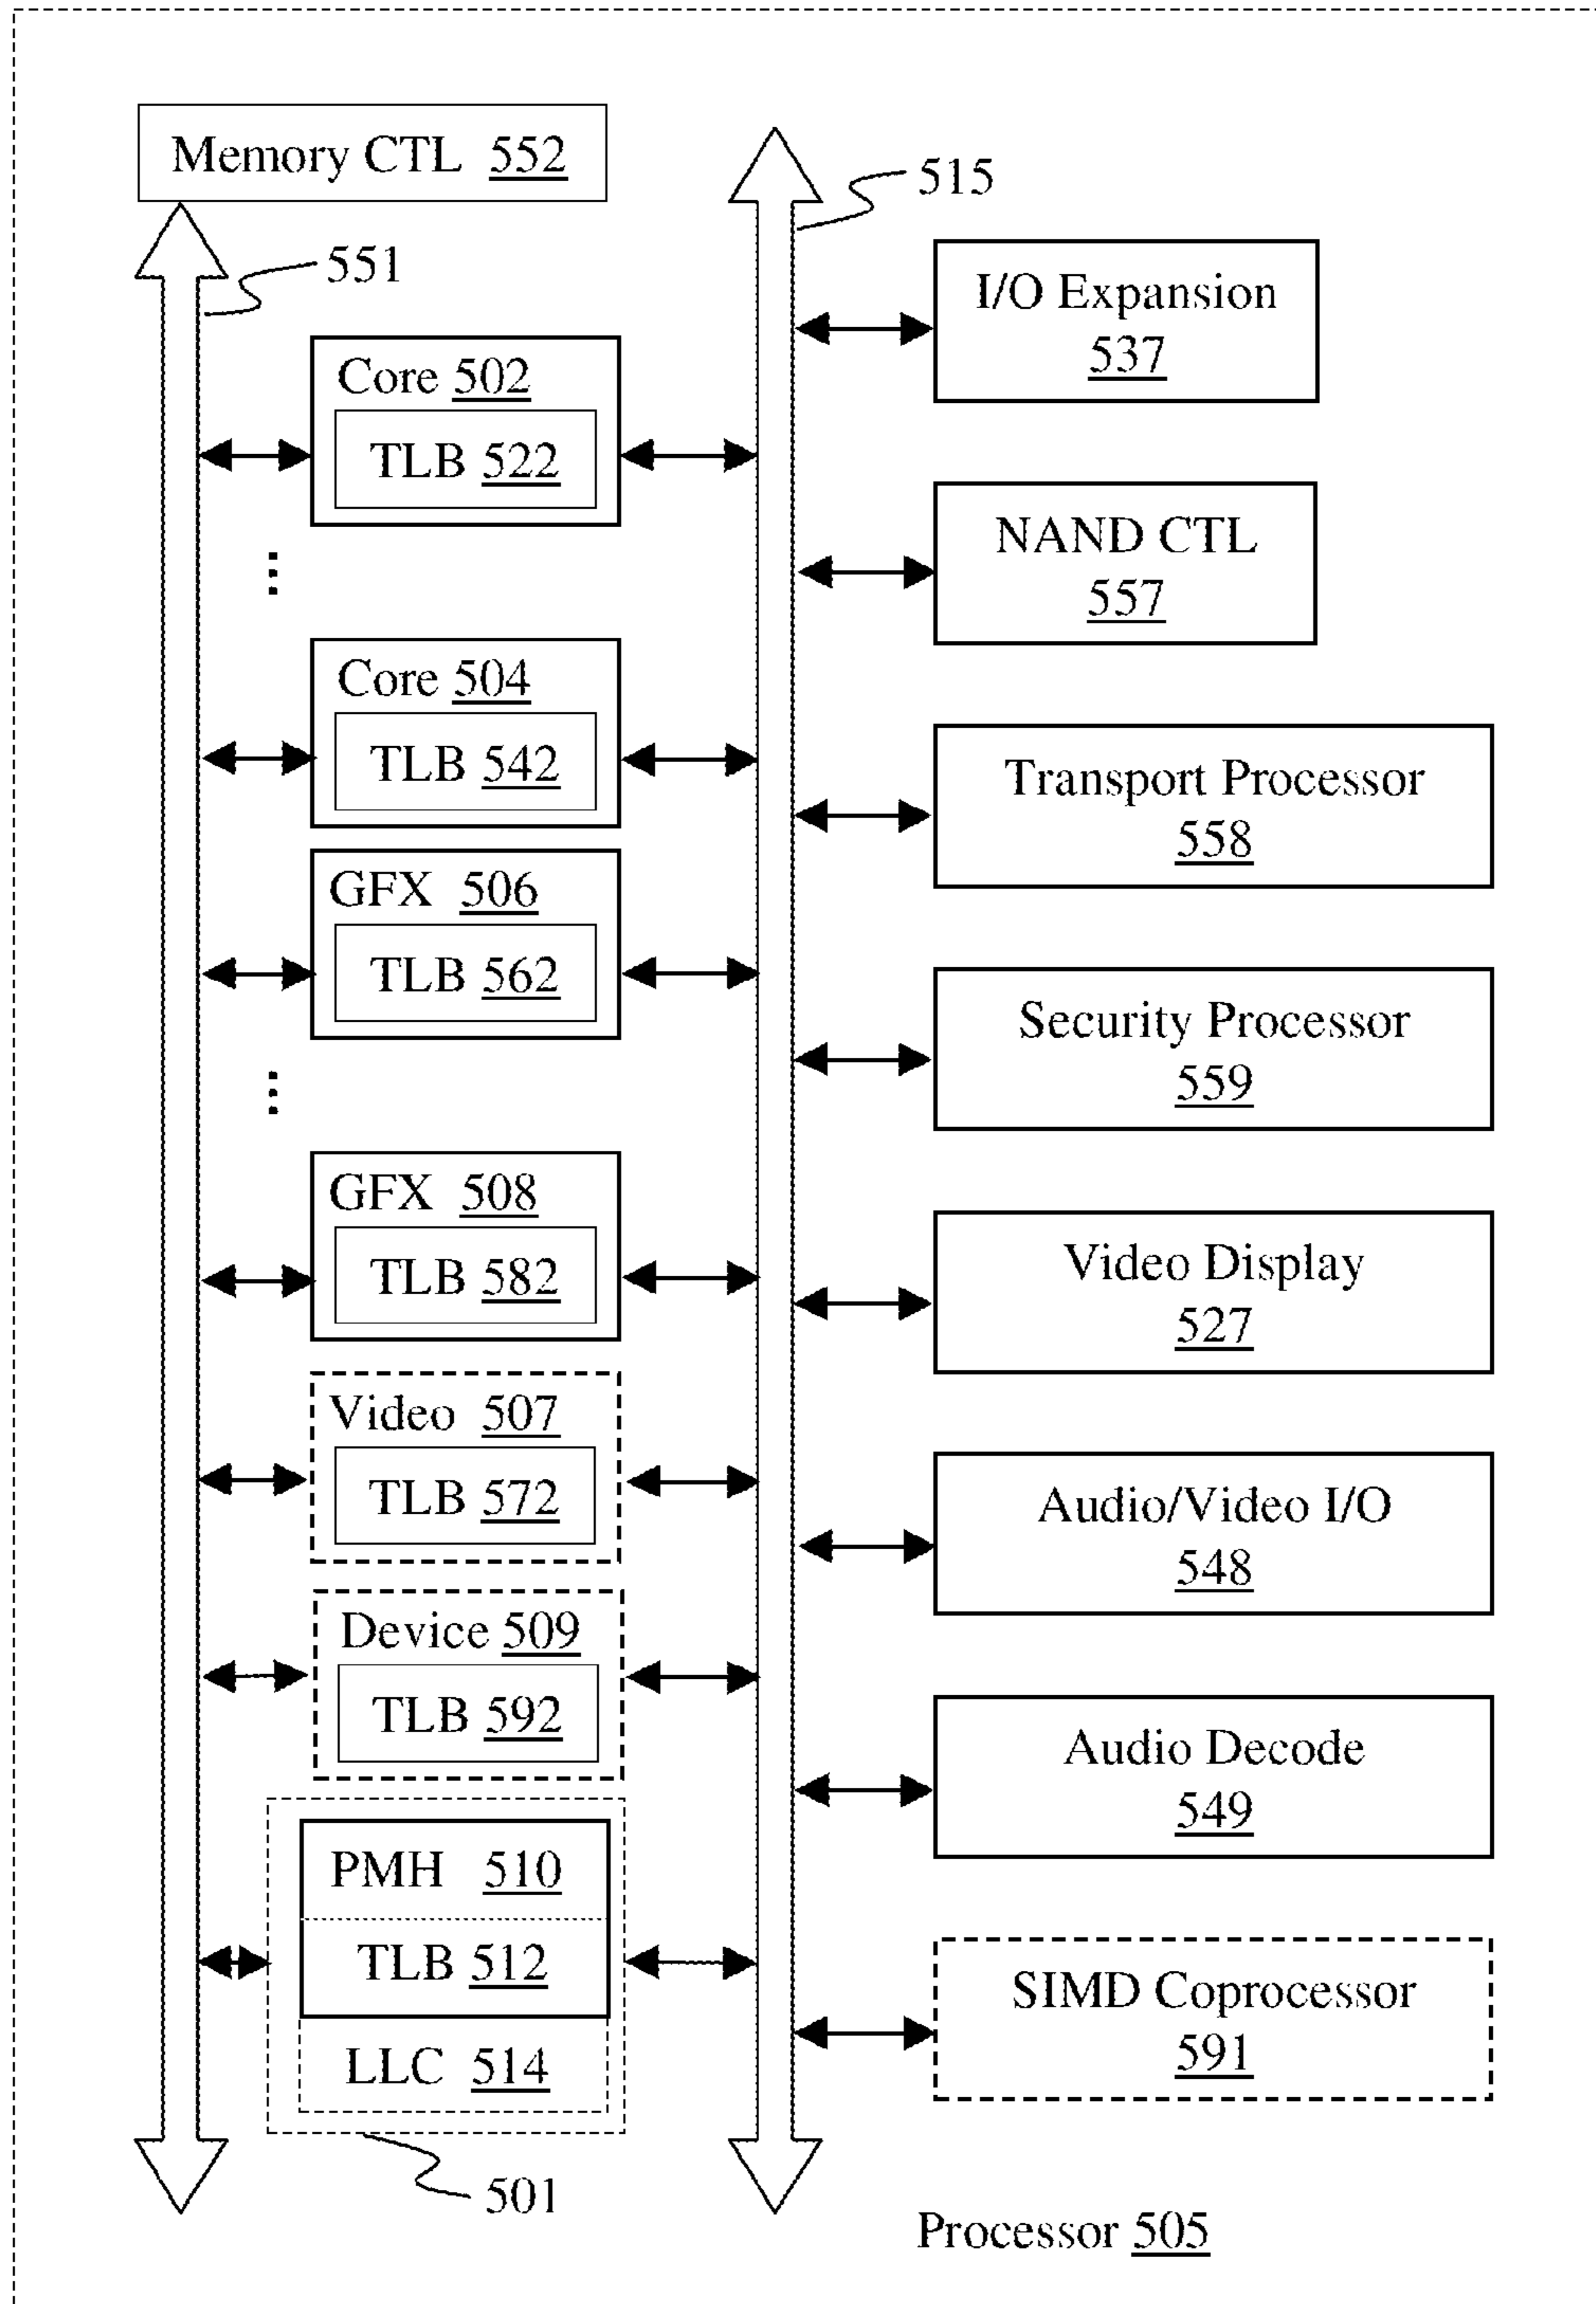 Memory CTL 552
551
Core 502
TLB 522
Core 504
TLB 542
GFX 506
TLB 562
GFX 508
TLB 582
Video 507
TLB 572
Device 509
TLB 592
PMH 510
TLB 512
LLC 514
501
515
I/O Expansion
537
NAND CTL
557
Transport Processor
558
Security Processor
559
Video Display
527
Audio/Video I/O
548
Audio Decode
549
SIMD Coprocessor
591
Processor 505